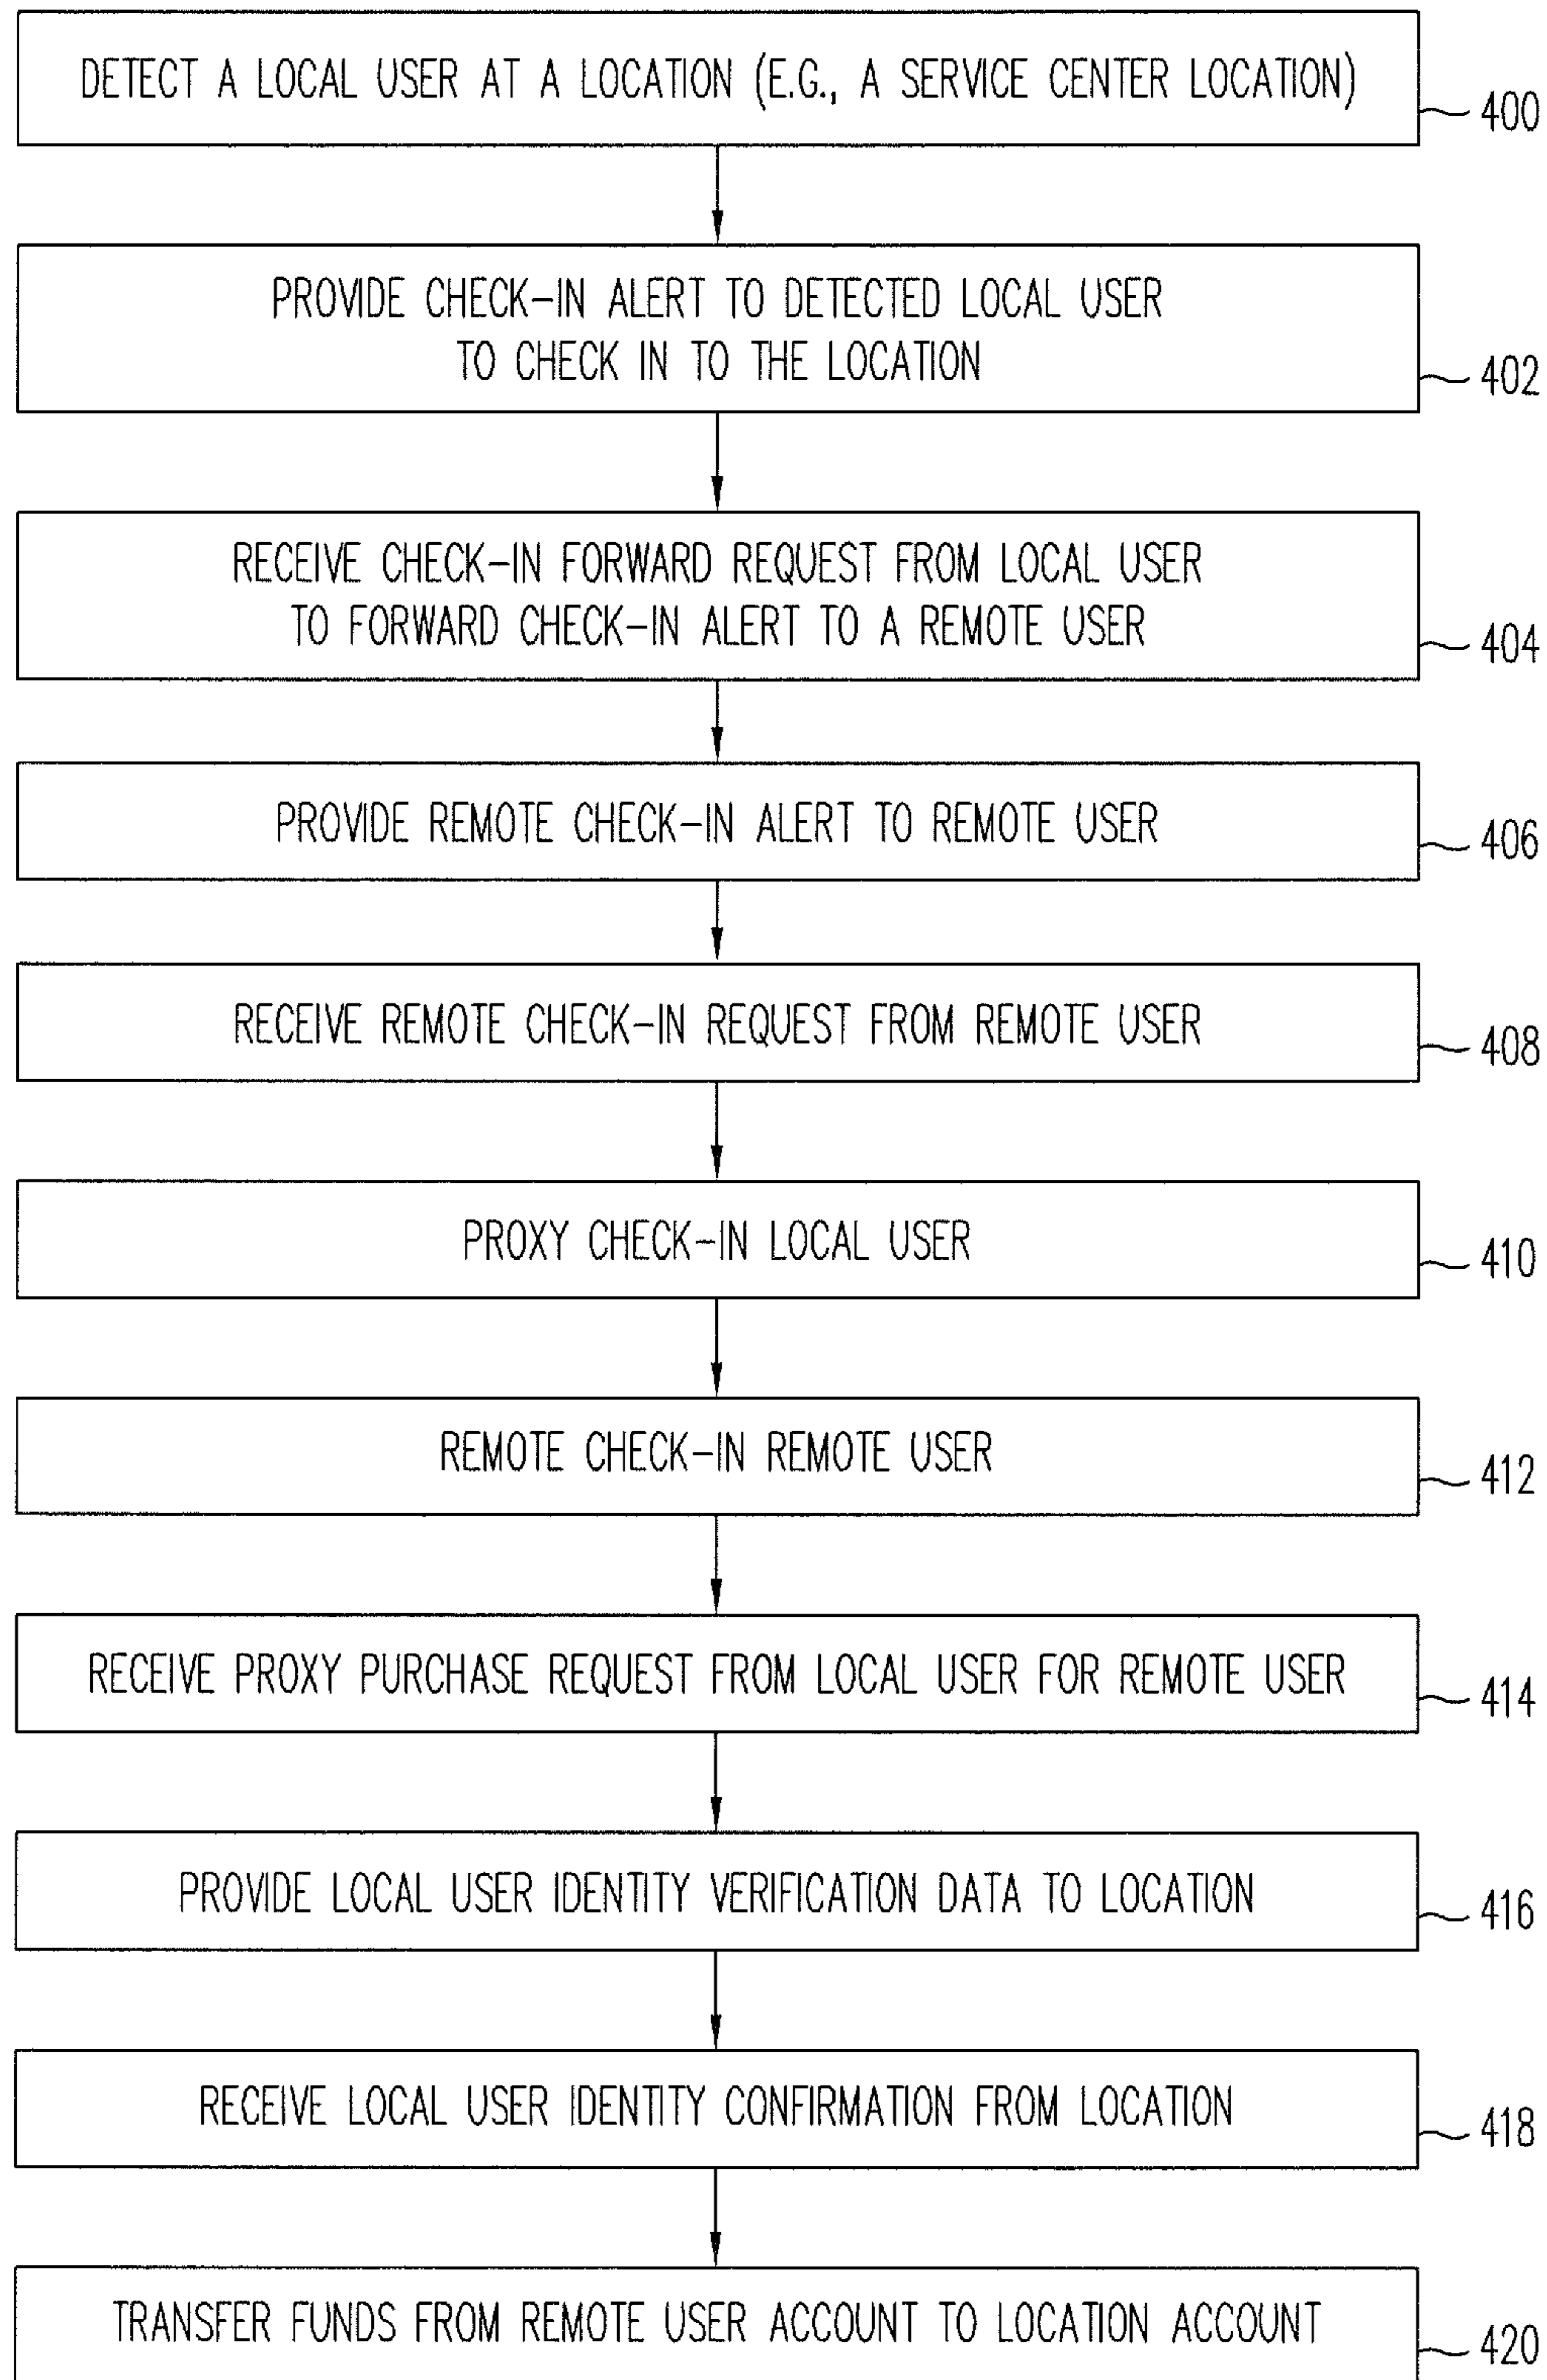 DETECT A LOCAL USER AT A LOCATION (E.G., A SERVICE CENTER LOCATION)
400
PROVIDE CHECK-IN ALERT TO DETECTED LOCAL USER
TO CHECK IN TO THE LOCATION
402
RECEIVE CHECK-IN FORWARD REQUEST FROM LOCAL USER
TO FORWARD CHECK-IN ALERT TO A REMOTE USER
404
PROVIDE REMOTE CHECK-IN ALERT TO REMOTE USER
406
RECEIVE REMOTE CHECK-IN REQUEST FROM REMOTE USER
408
PROXY CHECK-IN LOCAL USER
410
REMOTE CHECK-IN REMOTE USER
412
RECEIVE PROXY PURCHASE REQUEST FROM LOCAL USER FOR REMOTE USER
414
PROVIDE LOCAL USER IDENTITY VERIFICATION DATA TO LOCATION
416
RECEIVE LOCAL USER IDENTITY CONFIRMATION FROM LOCATION
418
TRANSFER FUNDS FROM REMOTE USER ACCOUNT TO LOCATION ACCOUNT
420